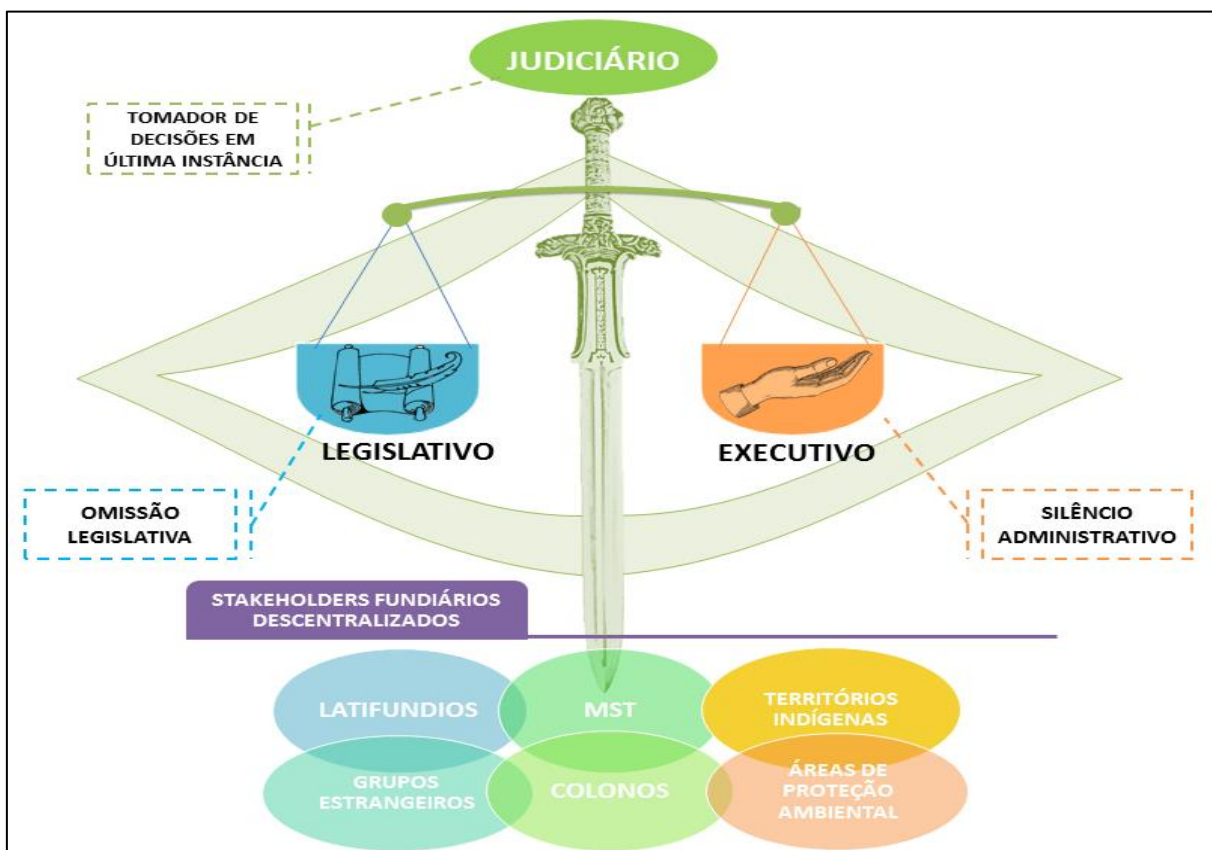 JUDICIÁRIO
TOMADOR DE
DECISÕES EM
ÚLTIMA INSTÂNCIA
LEGISLATIVO
EXECUTIVO
OMISSÃO
LEGISLATIVA
SILÊNCIO
ADMINISTRATIVO
STAKEHOLDERS FUNDIÁRIOS
DESCENTRALIZADOS
LATIFUNDIOS
MST
TERRITÓRIOS
INDÍGENAS
GRUPOS
ESTRANGEIROS
COLONOS
ÁREAS DE
PROTEÇÃO
AMBIENTAL